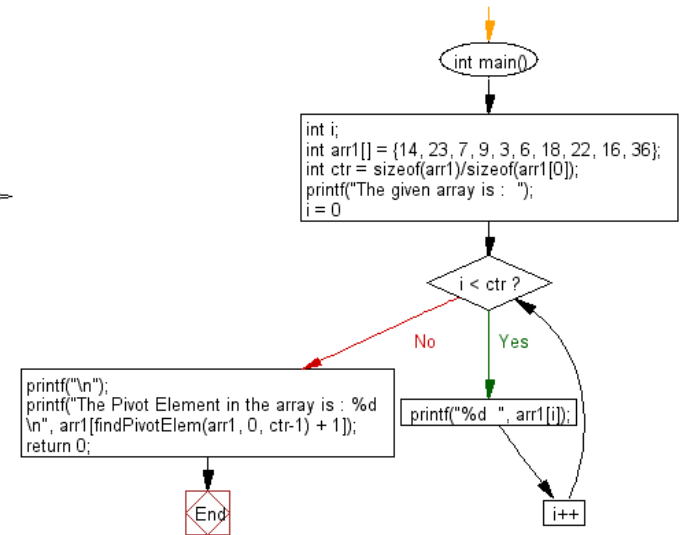 int main()
int i;
int arr1[] = {14, 23, 7, 9, 3, 6, 18, 22, 16, 36};
int ctr = sizeof(arr1)/sizeof(arr1[0]);
printf("The given array is :  ");
i = 0
i < ctr ?
No
Yes
printf("\n");
printf("The Pivot Element in the array is : %d
\n", arr1[findPivotElem(arr1, 0, ctr-1) + 1]);
return 0;
printf("%d  ", arr1[i]);
End
i++